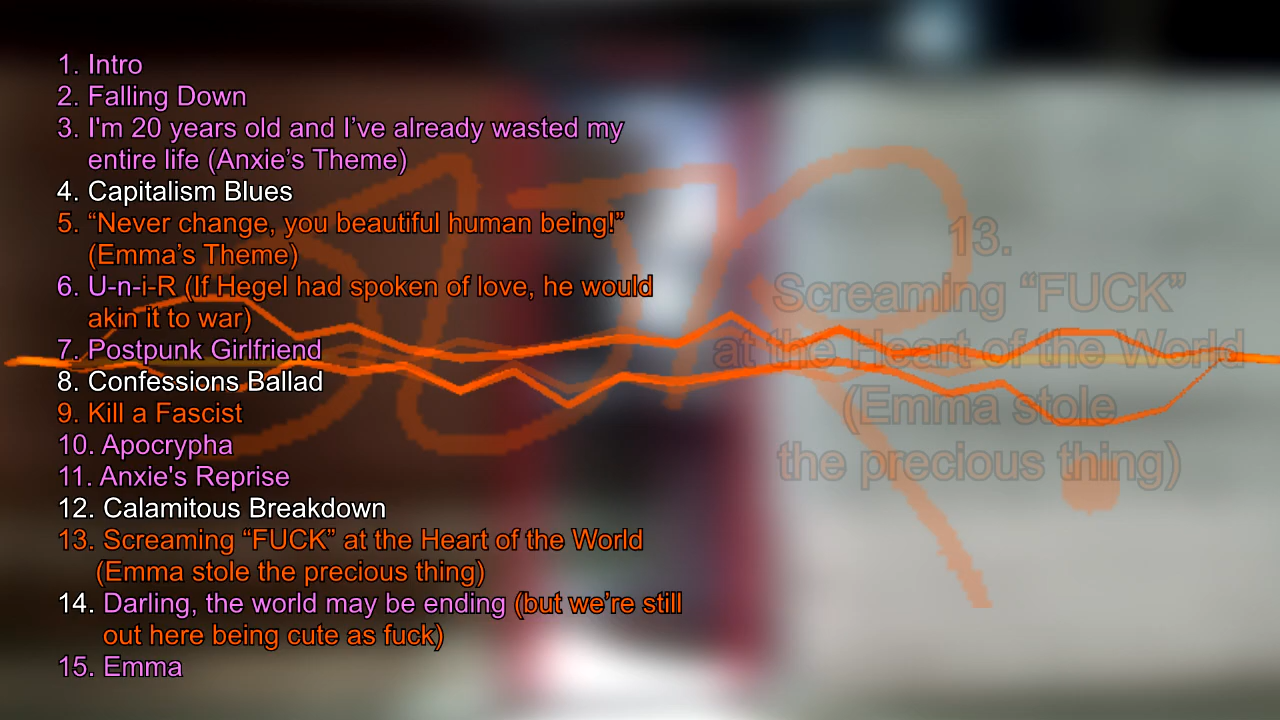 1. Intro
2. Falling Down
3. I'm 20 years old and I’ve already wasted my
entire life (Anxie’s Theme)
4. Capitalism Blues
5. “Never change, you beautiful human being!”
(Emma’s Theme)
6. U-n-i-R (If Hegel had spoken of love, he would
akin it to war)
7. Postpunk Girlfriend
8. Confessions Ballad
9. Kill a Fascist
10. Apocrypha
11. Anxie's Reprise
12. Calamitous Breakdown
13. Screaming “FUCK” at the Heart of the World
(Emma stole the precious thing)
14. Darling, the world may be ending (but we’re still
out here being cute as fuck)
15. Emma
13.
Screaming “FUCK”
at the Heart of the World
(Emma stole
the precious thing)